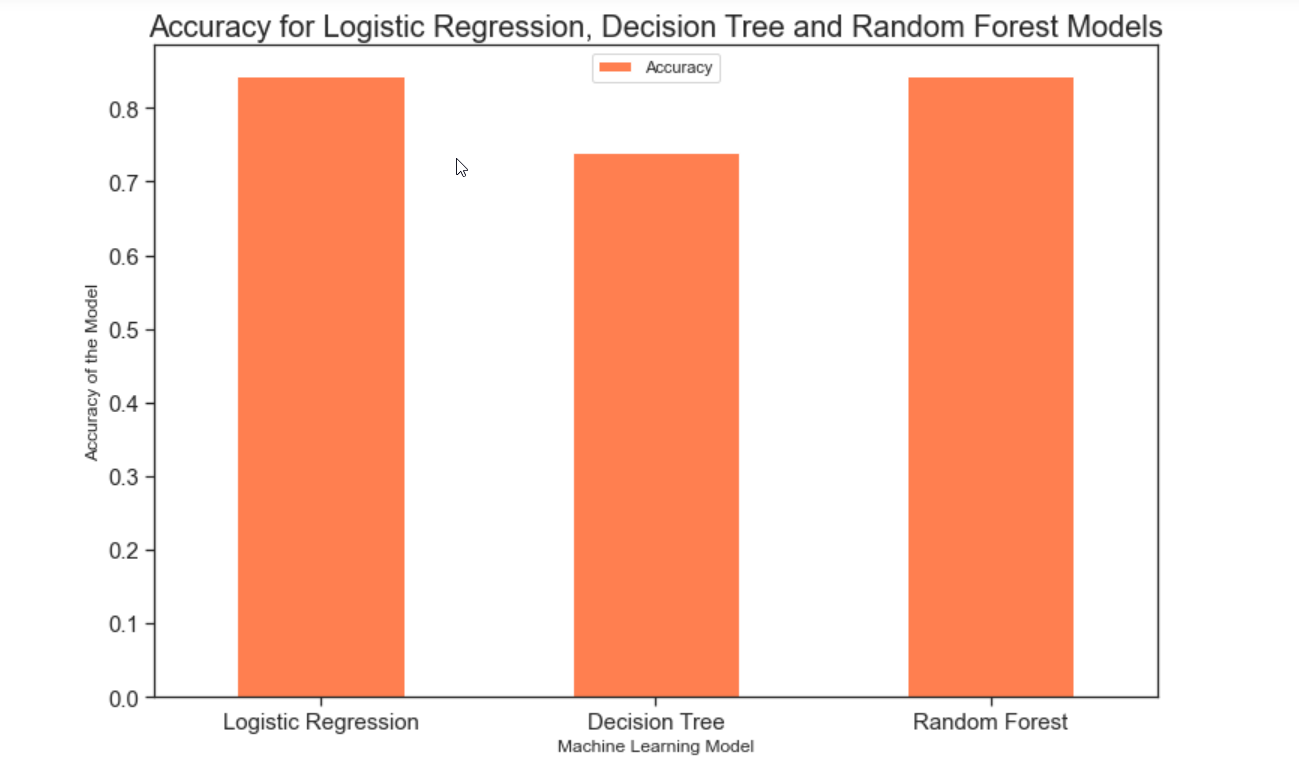 Accuracy for Logistic Regression, Decision Tree and Random Forest Models
Accuracy
0.8
0.7
0.6
0.5
0.4
0.3
0.2
0.1
0.0
Accuracy of the Model
Logistic Regression
Decision Tree
Random Forest
Machine Learning Model